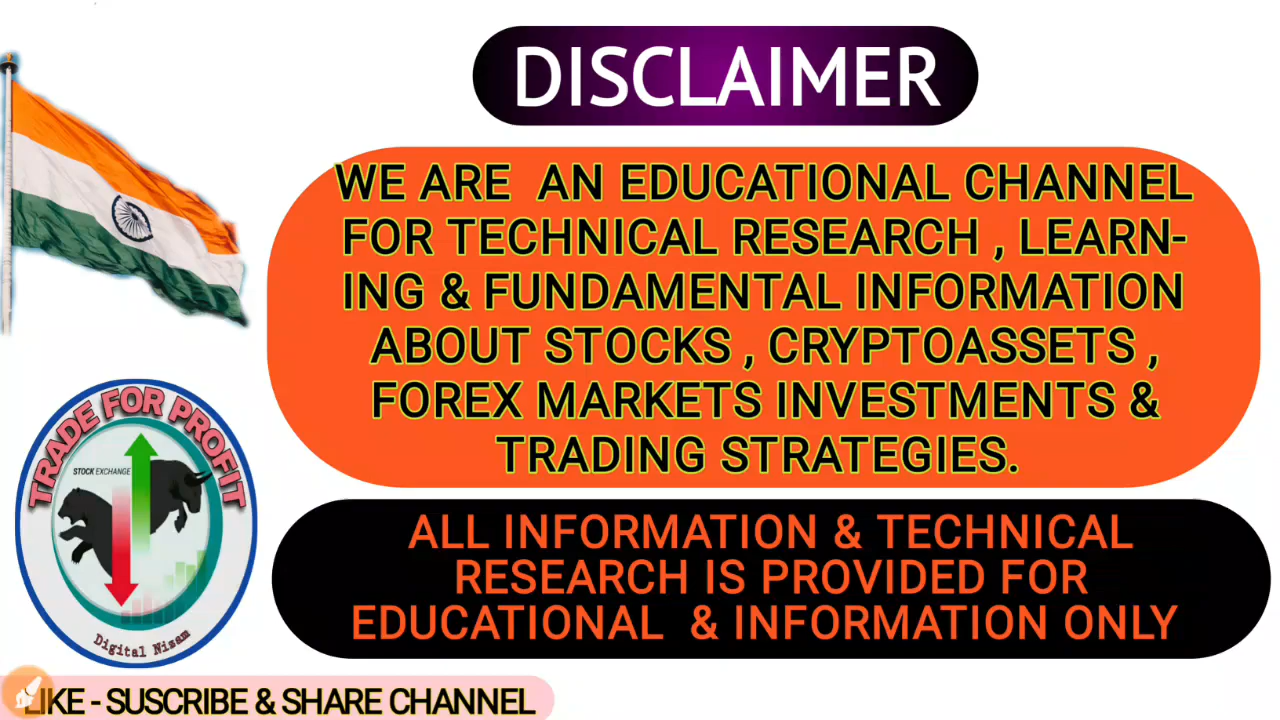 DISCLAIMER
WE ARE AN EDUCATIONAL CHANNEL
FOR TECHNICAL RESEARCH , LEARN-
ING & FUNDAMENTAL INFORMATION
ABOUT STOCKS , CRYPTOASSETS ,
FOREX MARKETS INVESTMENTS &
TRADING STRATEGIES.
ALL INFORMATION & TECHNICAL
RESEARCH IS PROVIDED FOR
EDUCATIONAL & INFORMATION ONLY
TRADE FOR PROFIT
STOCK EXCHANGE
Digital Nizam
LIKE - SUSCRIBE & SHARE CHANNEL